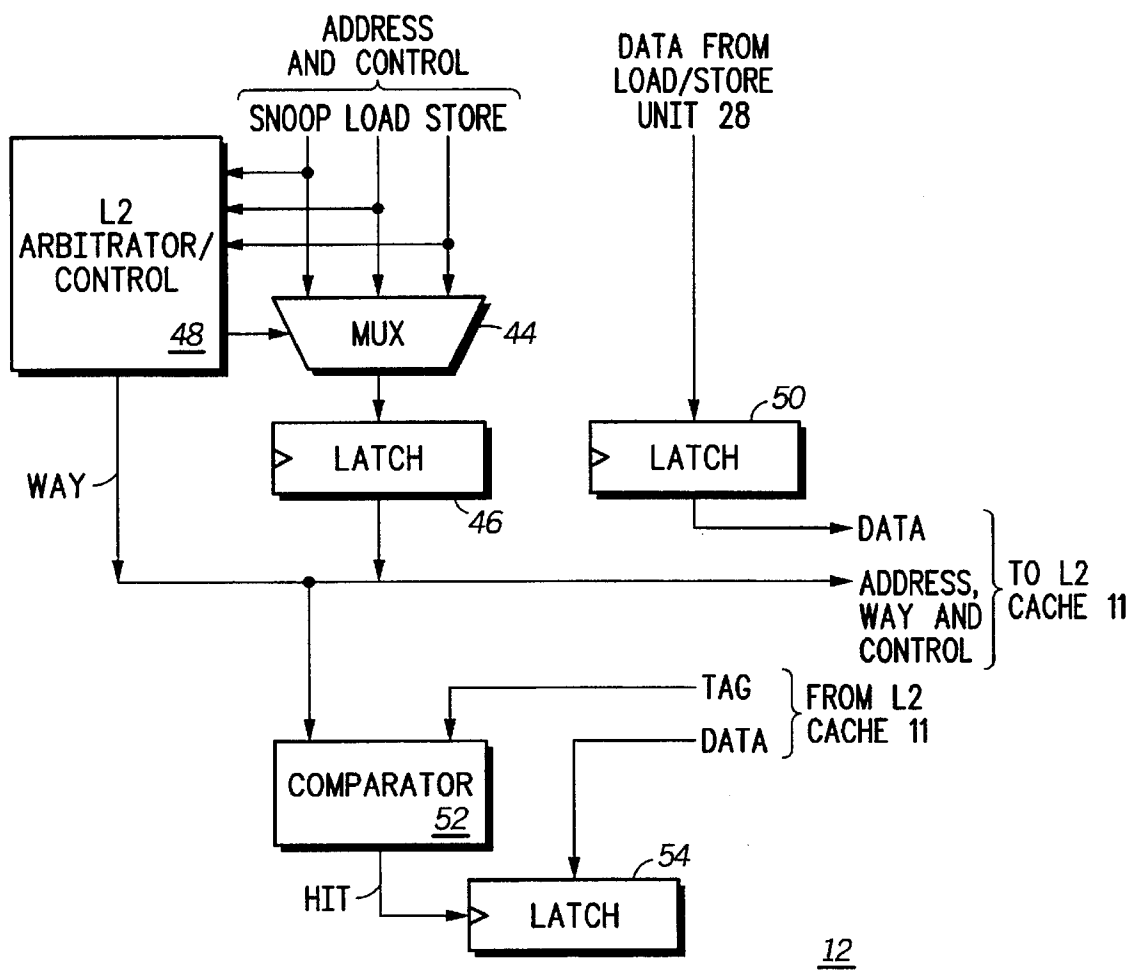 ADDRESS
AND CONTROL
SNOOP LOAD STORE
DATA FROM
LOAD/STORE
UNIT 28
L2
ARBITRATOR/
CONTROL
48
MUX
44
LATCH
46
50
LATCH
WAY
DATA
ADDRESS,
WAY AND
CONTROL
TO L2
CACHE 11
TAG
DATA
FROM L2
CACHE 11
COMPARATOR
52
HIT
54
LATCH
12